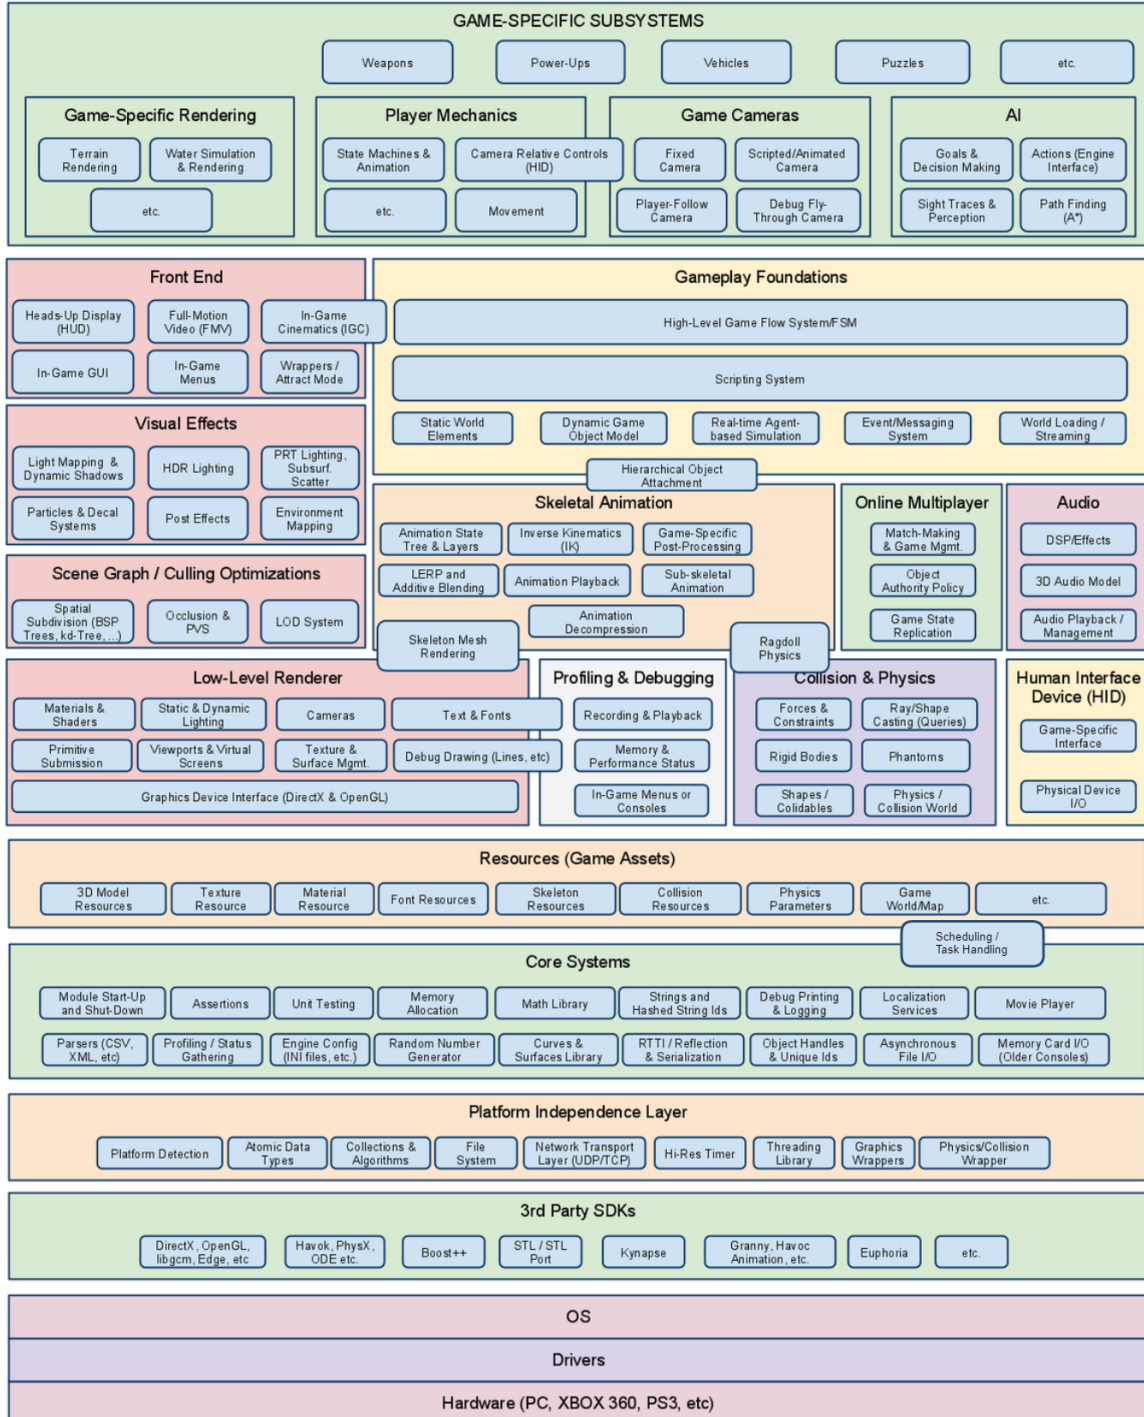 GAME-SPECIFIC SUBSYSTEMS
Weapons
Power-Ups
Vehicles
Puzzles
etc.
Game-Specific Rendering
Terrain
Rendering
Water Simulation
& Rendering
etc.
Player Mechanics
State Machines &
Animation
Camera Relative Controls
(HID)
etc.
Movement
Game Cameras
Fixed
Camera
Scripted/Animated
Camera
Player-Follow
Camera
Debug Fly-
Through Camera
AI
Goals &
Decision Making
Actions (Engine
Interface)
Sight Traces &
Perception
Path Finding
(A*)
Front End
Heads-Up Display
(HUD)
Full-Motion
Video (FMV)
In-Game
Cinematics (IGC)
In-Game GUI
In-Game
Menus
Wrappers /
Attract Mode
Gameplay Foundations
High-Level Game Flow System/FSM
Scripting System
Static World
Elements
Dynamic Game
Object Model
Real-time Agent-
based Simulation
Event/Messaging
System
World Loading /
Streaming
Hierarchical Object
Attachment
Visual Effects
Light Mapping &
Dynamic Shadows
HDR Lighting
PRT Lighting,
Subsurf.
Scatter
Particles & Decal
Systems
Post Effects
Environment
Mapping
Skeletal Animation
Animation State
Tree & Layers
Inverse Kinematics
(IK)
Game-Specific
Post-Processing
LERP and
Additive Blending
Animation Playback
Sub-skeletal
Animation
Animation
Decompression
Skeleton Mesh
Rendering
Ragdoll
Physics
Online Multiplayer
Match-Making
& Game Mgmt.
Object
Authority Policy
Game State
Replication
Audio
DSP/Effects
3D Audio Model
Audio Playback /
Management
Scene Graph / Culling Optimizations
Spatial
Subdivision (BSP
Trees, kd-Tree, ...)
Occlusion &
PVS
LOD System
Low-Level Renderer
Materials &
Shaders
Static & Dynamic
Lighting
Cameras
Text & Fonts
Primitive
Submission
Viewports & Virtual
Screens
Texture &
Surface Mgmt.
Debug Drawing (Lines, etc)
Graphics Device Interface (DirectX & OpenGL)
Profiling & Debugging
Recording & Playback
Memory &
Performance Status
In-Game Menus or
Consoles
Collision & Physics
Forces &
Constraints
Ray/Shape
Casting (Queries)
Rigid Bodies
Phantorns
Shapes /
Colidables
Physics /
Collision World
Human Interface
Device (HID)
Game-Specific
Interface
Physical Device
I/O
Resources (Game Assets)
3D Model
Resources
Texture
Resource
Material
Resource
Font Resources
Skeleton
Resources
Collision
Resources
Physics
Parameters
Game
World/Map
etc.
Scheduling /
Task Handling
Core Systems
Module Start-Up
and Shut-Down
Assertions
Unit Testing
Memory
Allocation
Math Library
Strings and
Hashed String Ids
Debug Printing
& Logging
Localization
Services
Movie Player
Parsers (CSV,
XML, etc)
Profiling / Status
Gathering
Engine Config
(INI files, etc.)
Random Number
Generator
Curves &
Surfaces Library
RTTI / Reflection
& Serialization
Object Handles
& Unique Ids
Asynchronous
File I/O
Memory Card I/O
(Older Consoles)
Platform Independence Layer
Platform Detection
Atomic Data
Types
Collections &
Algorithms
File
System
Network Transport
Layer (UDP/TCP)
Hi-Res Timer
Threading
Library
Graphics
Wrappers
Physics/Collision
Wrapper
3rd Party SDKs
DirectX, OpenGL,
libgcm, Edge, etc
Havok, PhysX,
ODE etc.
Boost++
STL / STL
Port
Kynapse
Granny, Havoc
Animation, etc.
Euphoria
etc.
OS
Drivers
Hardware (PC, XBOX 360, PS3, etc)